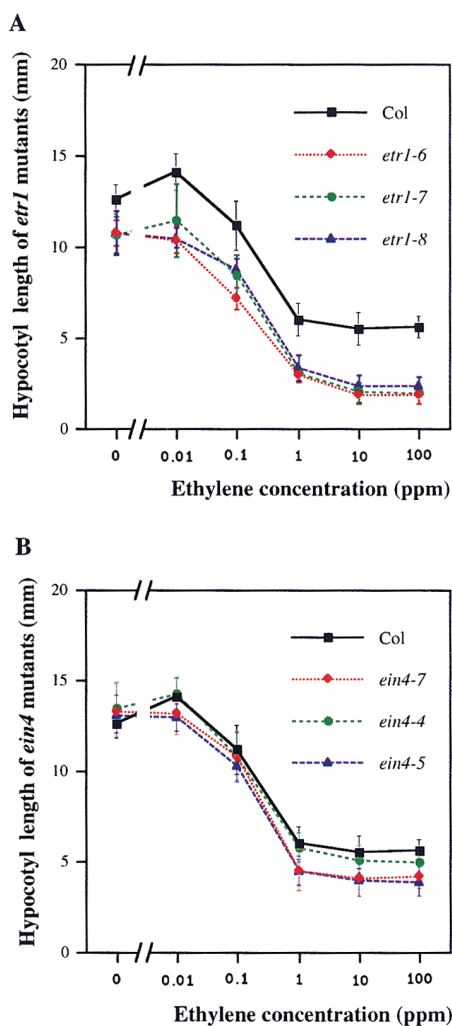 A
Hypocotyl length of etr1 mutants (mm)
20
15
10
5
0
Col
etr1-6
etr1-7
etr1-8
0 0.01 0.1 1 10 100
Ethylene concentration (ppm)
B
Hypocotyl length of ein4 mutants (mm)
20
15
10
5
0
Col
ein4-7
ein4-4
ein4-5
0 0.01 0.1 1 10 100
Ethylene concentration (ppm)